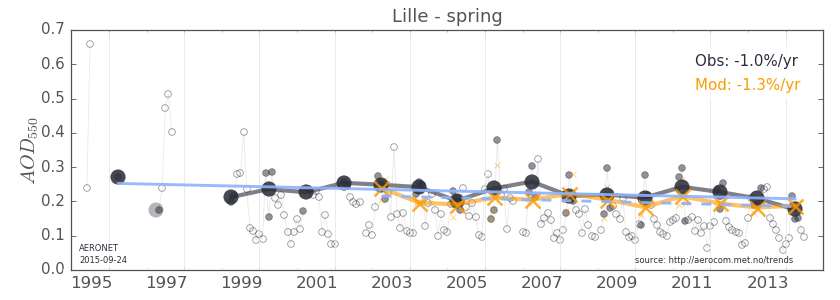 Lille - spring
0.7
0.6
0.5
0.4
0.3
0.2
0.1
0.0
AOD550
Obs: -1.0%/yr
Mod: -1.3%/yr
AERONET
2015-09-24
source: http://aerocom.met.no/trends
1995 1997 1999 2001 2003 2005 2007 2009 2011 2013